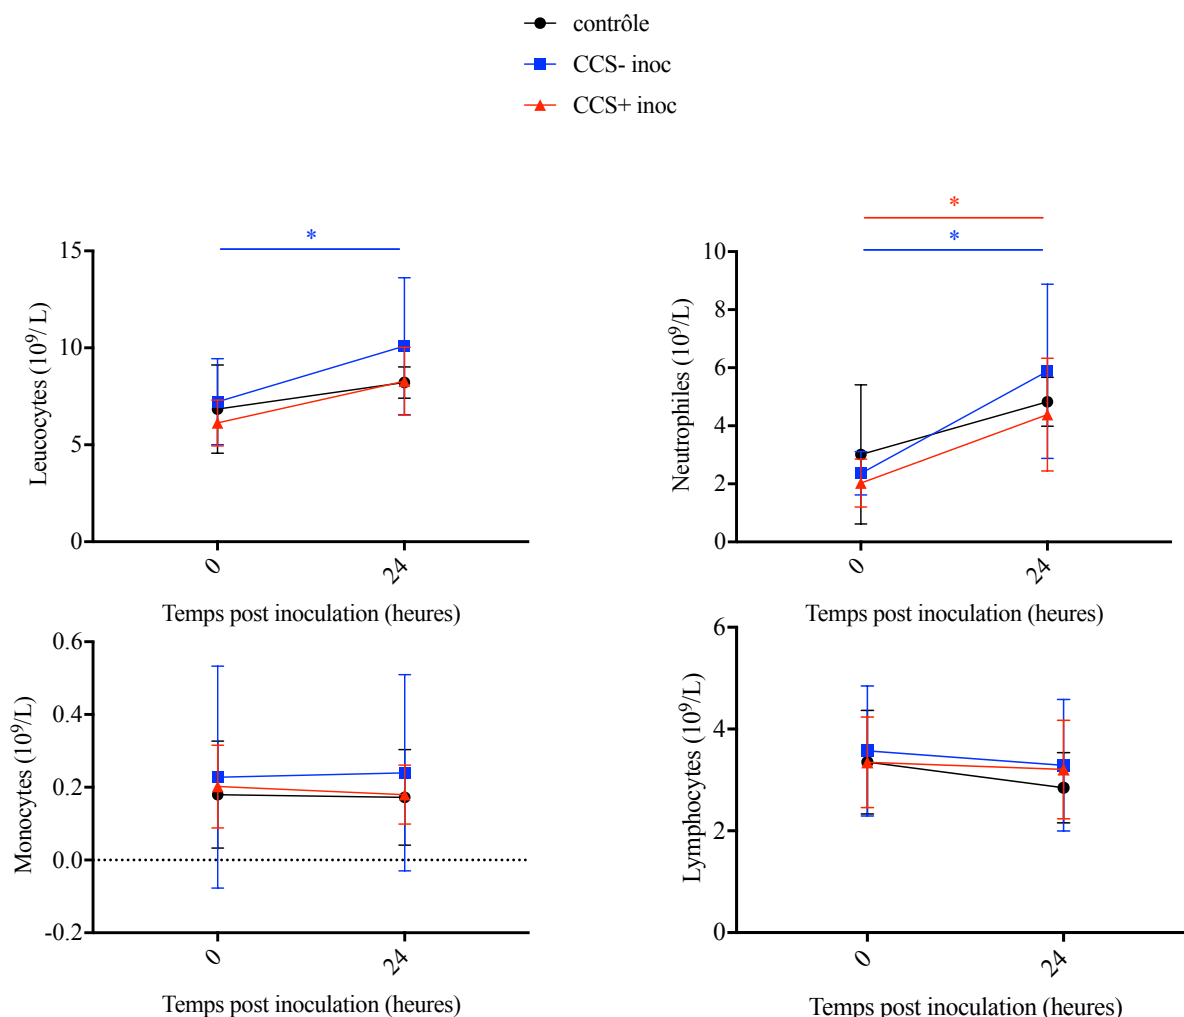 contrôle
CCS- inoc
CCS+ inoc
*
15
10
5
0
Leucocytes (10⁹/ L)
0
24
Temps post inoculation (heures)
*
*
10
8
6
4
2
0
Neutrophiles (10⁹/L)
0
24
Temps post inoculation (heures)
0.6
0.4
0.2
0.0
-0.2
Monocytes (10⁹/L)
0
24
Temps post inoculation (heures)
6
4
2
0
Lymphocytes (10⁹/L)
0
24
Temps post inoculation (heures)